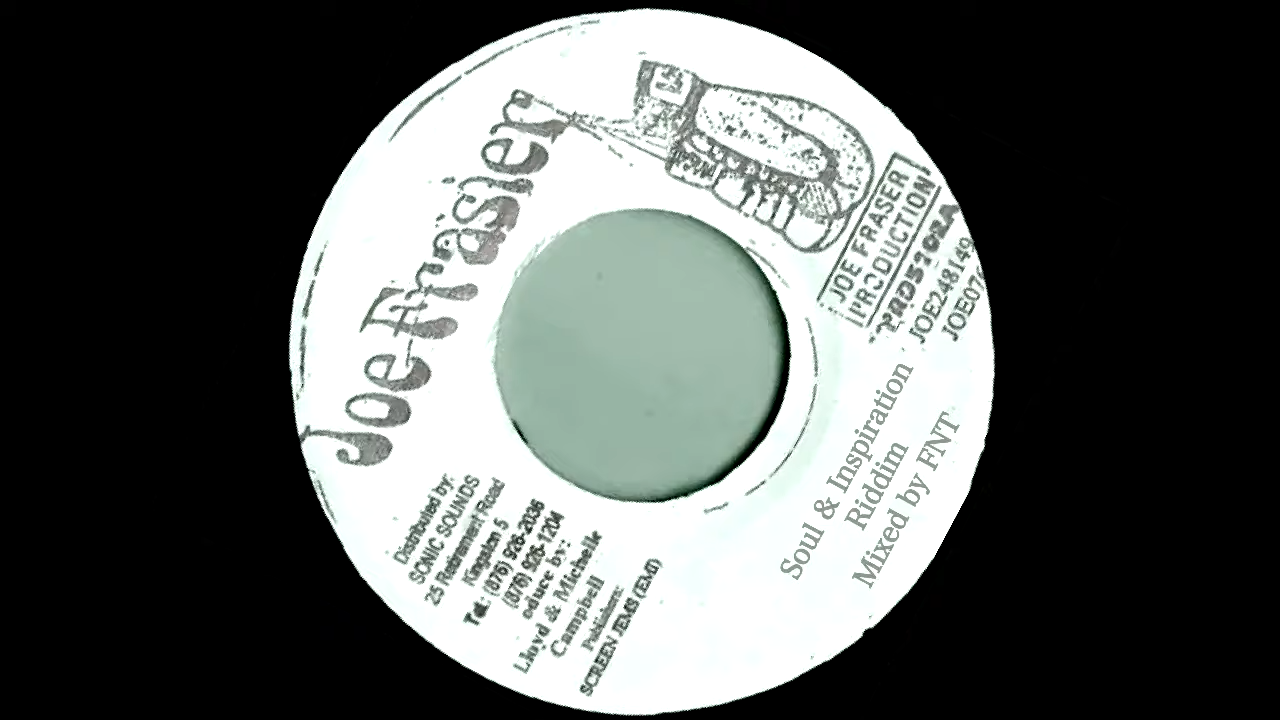 Joe Frasier
JOE FRASER
PRODUCTION
JOE248149
Soul & Inspiration
Riddim
Mixed by FNT
Distributed by:
SONIC SOUNDS
25 Retirement Road
Kingston 5
Tel.: (876) 926-2036
(876) 926-1204
oduce by:
Lloyd & Michelle
Campbell
Publishers:
SCREEN JEMS (EMI)